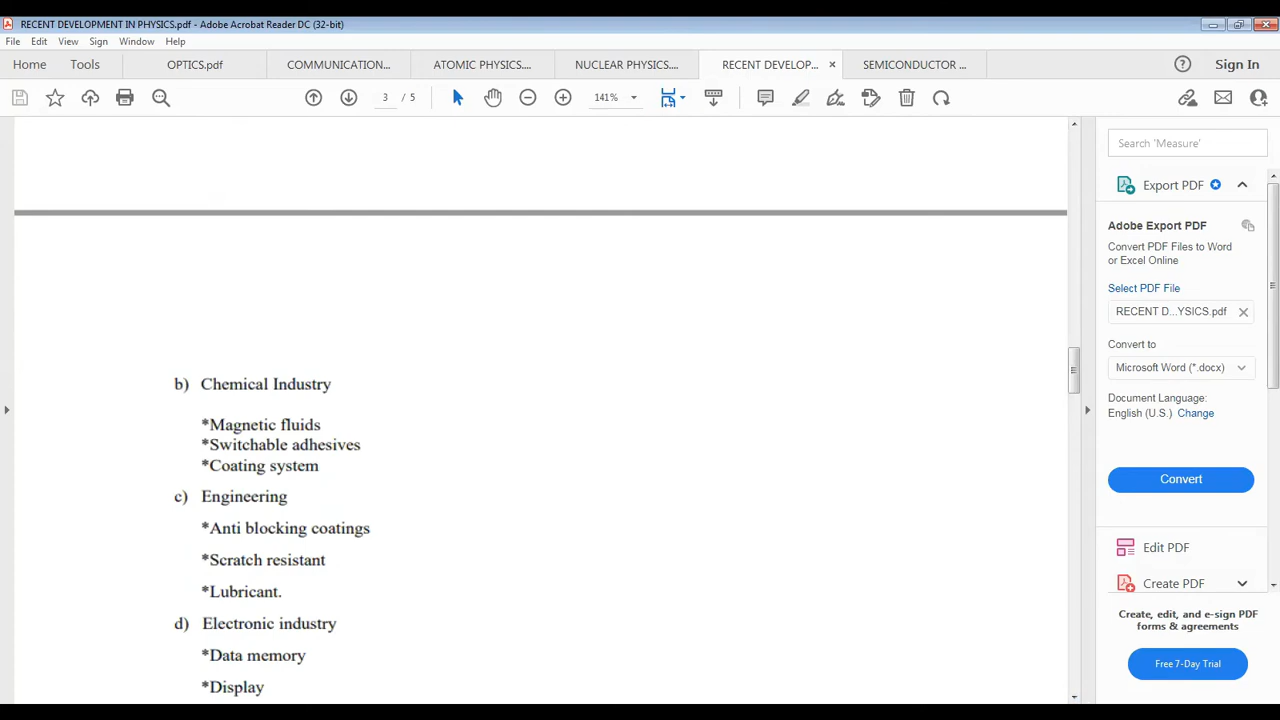 RECENT DEVELOPMENT IN PHYSICS.pdf - Adobe Acrobat Reader DC (32-bit)
File Edit View Sign Window Help
Home Tools OPTICS.pdf COMMUNICATION... ATOMIC PHYSICS.... NUCLEAR PHYSICS.... RECENT DEVELOP... × SEMICONDUCTOR ... Sign In
3 / 5 141%
Search 'Measure'
Export PDF
Adobe Export PDF
Convert PDF Files to Word
or Excel Online
Select PDF File
RECENT D...YSICS.pdf
Convert to
Microsoft Word (*.docx)
Document Language:
English (U.S.) Change
Convert
Edit PDF
Create PDF
Create, edit, and e-sign PDF
forms & agreements
Free 7-Day Trial
b) Chemical Industry
*Magnetic fluids
*Switchable adhesives
*Coating system
c) Engineering
*Anti blocking coatings
*Scratch resistant
*Lubricant.
d) Electronic industry
*Data memory
*Display